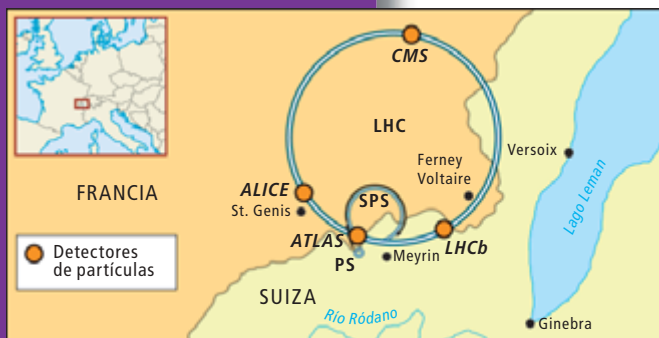 CMS
LHC
Ferney
Voltaire
Versoix
FRANCIA
ALICE
St. Genis
SPS
Lago Leman
ATLAS
LHCb
Detectores
de partículas
PS
Meyrin
SUIZA
Río Ródano
Ginebra